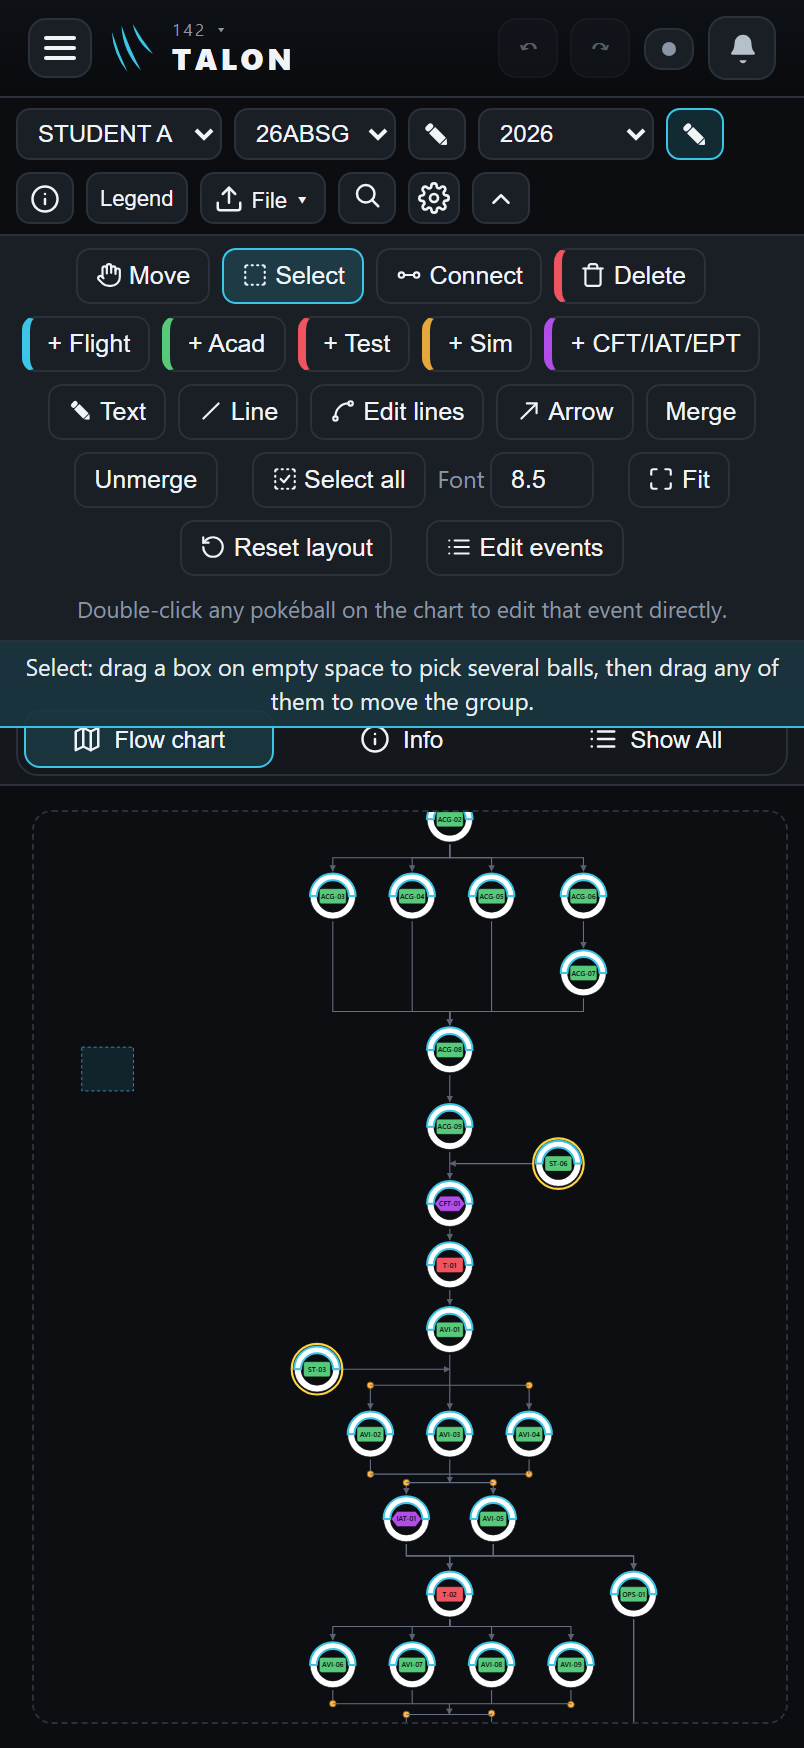 142
TALON
STUDENT A 26ABSG 2026
Legend File
Move Select Connect Delete
+ Flight + Acad + Test + Sim + CFT/IAT/EPT
Text Line Edit lines Arrow Merge
Unmerge Select all Font 8.5 Fit
Reset layout Edit events
Double-click any pokéball on the chart to edit that event directly.
Select: drag a box on empty space to pick several balls, then drag any of
them to move the group.
Flow chart Info Show All
ACG-02
ACG-03 ACG-04 ACG-05 ACG-06
ACG-07
ACG-08
ACG-09
ST-06
CFT-01
T-01
AVI-01
ST-03
AVI-02 AVI-03 AVI-04
IAT-01 AVI-05
T-02 OPS-01
AVI-06 AVI-07 AVI-08 AVI-09